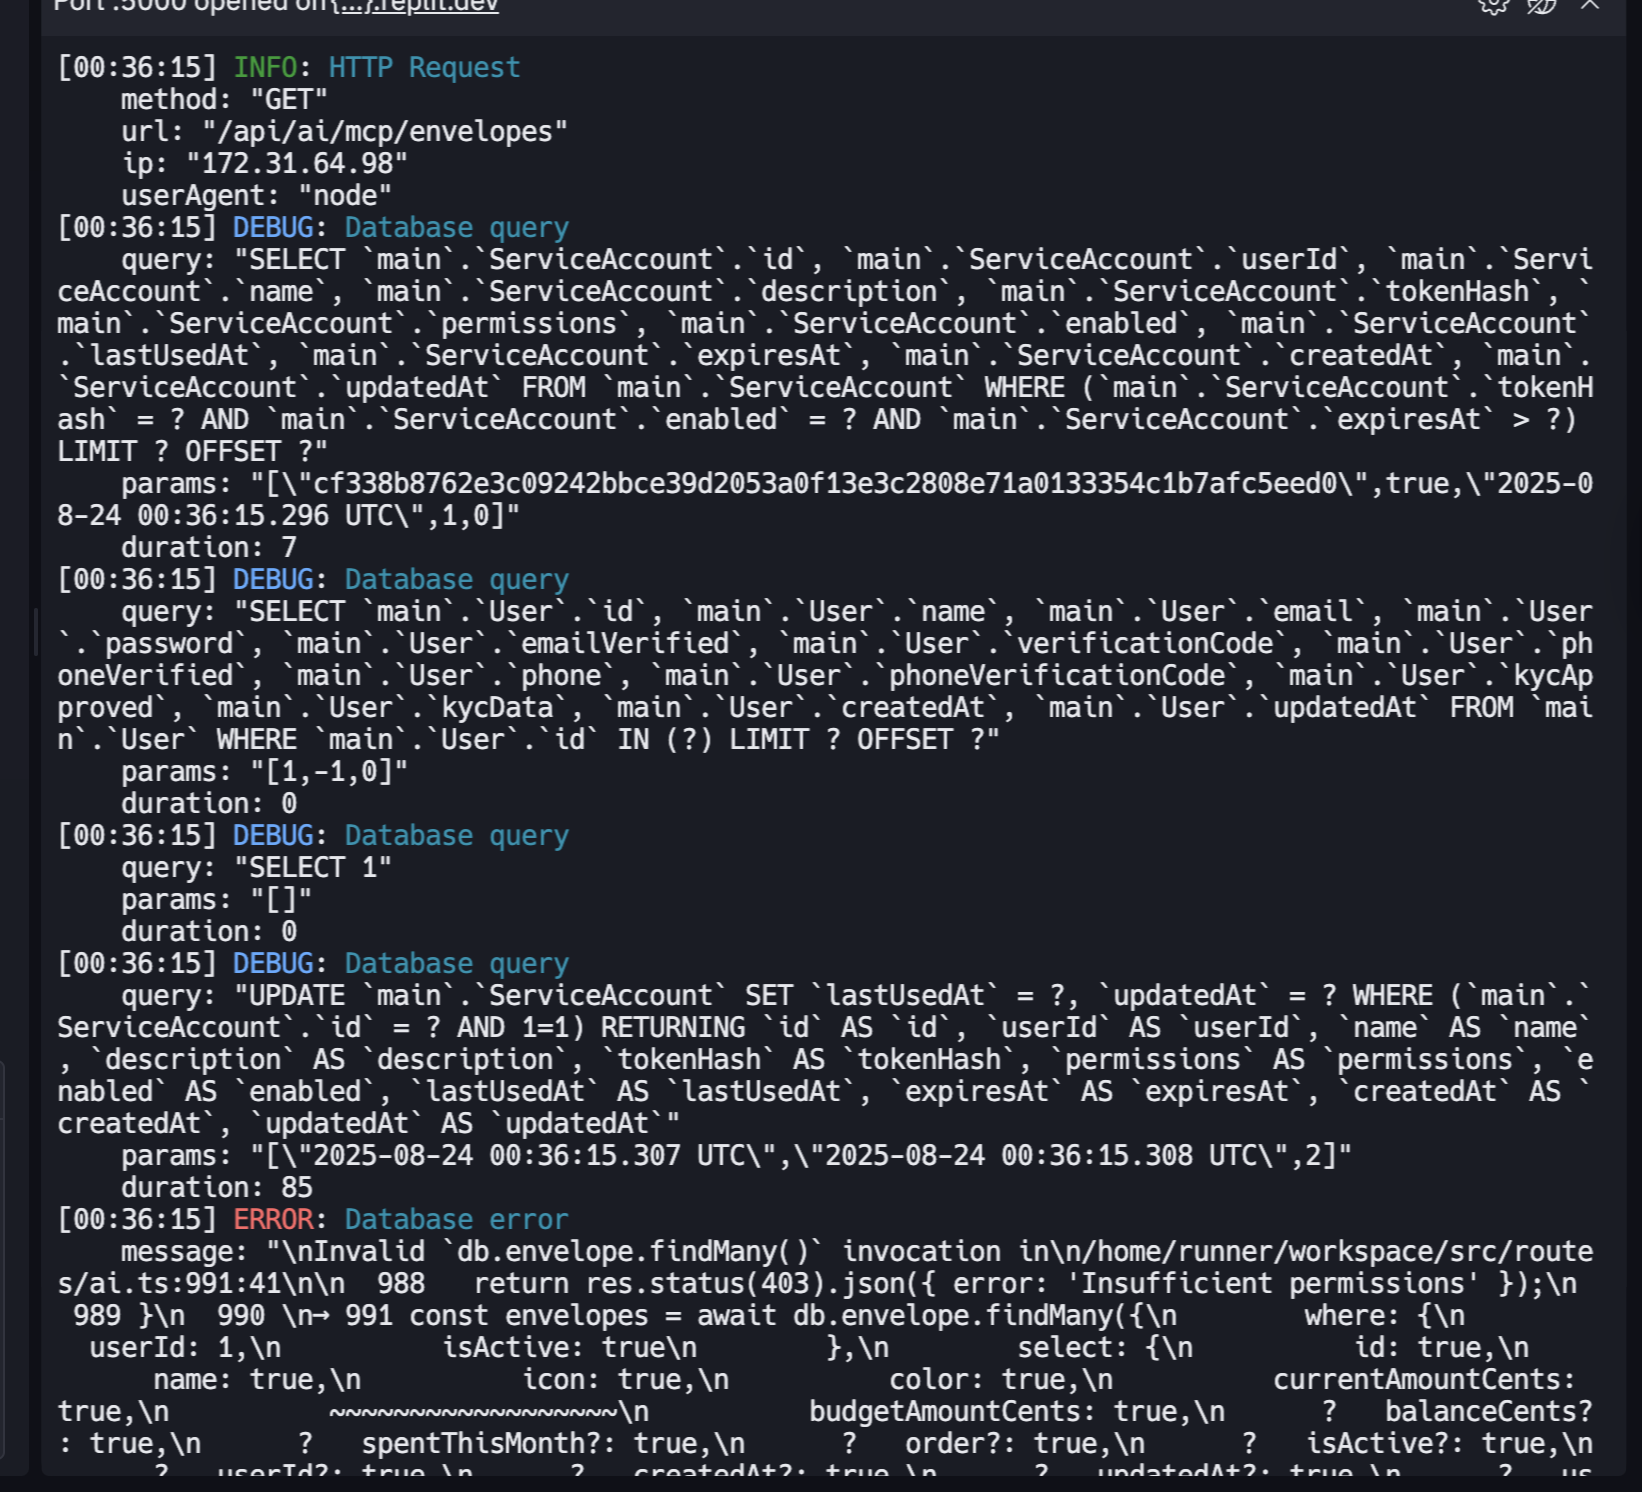 Port :5000 opened on {...}.replit.dev
[00:36:15] INFO: HTTP Request
    method: "GET"
    url: "/api/ai/mcp/envelopes"
    ip: "172.31.64.98"
    userAgent: "node"
[00:36:15] DEBUG: Database query
    query: "SELECT `main`.`ServiceAccount`.`id`, `main`.`ServiceAccount`.`userId`, `main`.`Servi
ceAccount`.`name`, `main`.`ServiceAccount`.`description`, `main`.`ServiceAccount`.`tokenHash`, `
main`.`ServiceAccount`.`permissions`, `main`.`ServiceAccount`.`enabled`, `main`.`ServiceAccount`
.`lastUsedAt`, `main`.`ServiceAccount`.`expiresAt`, `main`.`ServiceAccount`.`createdAt`, `main`.
`ServiceAccount`.`updatedAt` FROM `main`.`ServiceAccount` WHERE (`main`.`ServiceAccount`.`tokenH
ash` = ? AND `main`.`ServiceAccount`.`enabled` = ? AND `main`.`ServiceAccount`.`expiresAt` > ?)
LIMIT ? OFFSET ?"
    params: "[\"cf338b8762e3c09242bbce39d2053a0f13e3c2808e71a0133354c1b7afc5eed0\",true,\"2025-0
8-24 00:36:15.296 UTC\",1,0]"
    duration: 7
[00:36:15] DEBUG: Database query
    query: "SELECT `main`.`User`.`id`, `main`.`User`.`name`, `main`.`User`.`email`, `main`.`User
`.`password`, `main`.`User`.`emailVerified`, `main`.`User`.`verificationCode`, `main`.`User`.`ph
oneVerified`, `main`.`User`.`phone`, `main`.`User`.`phoneVerificationCode`, `main`.`User`.`kycAp
proved`, `main`.`User`.`kycData`, `main`.`User`.`createdAt`, `main`.`User`.`updatedAt` FROM `mai
n`.`User` WHERE `main`.`User`.`id` IN (?) LIMIT ? OFFSET ?"
    params: "[1,-1,0]"
    duration: 0
[00:36:15] DEBUG: Database query
    query: "SELECT 1"
    params: "[]"
    duration: 0
[00:36:15] DEBUG: Database query
    query: "UPDATE `main`.`ServiceAccount` SET `lastUsedAt` = ?, `updatedAt` = ? WHERE (`main`.`
ServiceAccount`.`id` = ? AND 1=1) RETURNING `id` AS `id`, `userId` AS `userId`, `name` AS `name`
, `description` AS `description`, `tokenHash` AS `tokenHash`, `permissions` AS `permissions`, `e
nabled` AS `enabled`, `lastUsedAt` AS `lastUsedAt`, `expiresAt` AS `expiresAt`, `createdAt` AS `
createdAt`, `updatedAt` AS `updatedAt`"
    params: "[\"2025-08-24 00:36:15.307 UTC\",\"2025-08-24 00:36:15.308 UTC\",2]"
    duration: 85
[00:36:15] ERROR: Database error
    message: "\nInvalid `db.envelope.findMany()` invocation in\n/home/runner/workspace/src/route
s/ai.ts:991:41\n\n  988   return res.status(403).json({ error: 'Insufficient permissions' });\n
 989 }\n  990 \n→ 991 const envelopes = await db.envelope.findMany({\n        where: {\n
  userId: 1,\n          isActive: true\n        },\n        select: {\n          id: true,\n
      name: true,\n          icon: true,\n          color: true,\n          currentAmountCents:
true,\n          ~~~~~~~~~~~~~~~~~~\n          budgetAmountCents: true,\n      ?   balanceCents?
: true,\n      ?   spentThisMonth?: true,\n      ?   order?: true,\n      ?   isActive?: true,\n
      ?   userId?: true,\n      ?   createdAt?: true,\n      ?   updatedAt?: true,\n      ?   us